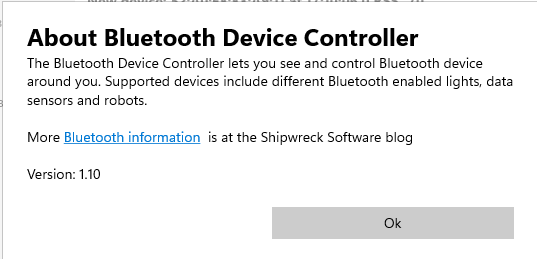 About Bluetooth Device Controller
The Bluetooth Device Controller lets you see and control Bluetooth device
around you. Supported devices include different Bluetooth enabled lights, data
sensors and robots.
More Bluetooth information is at the Shipwreck Software blog
Version: 1.10
Ok